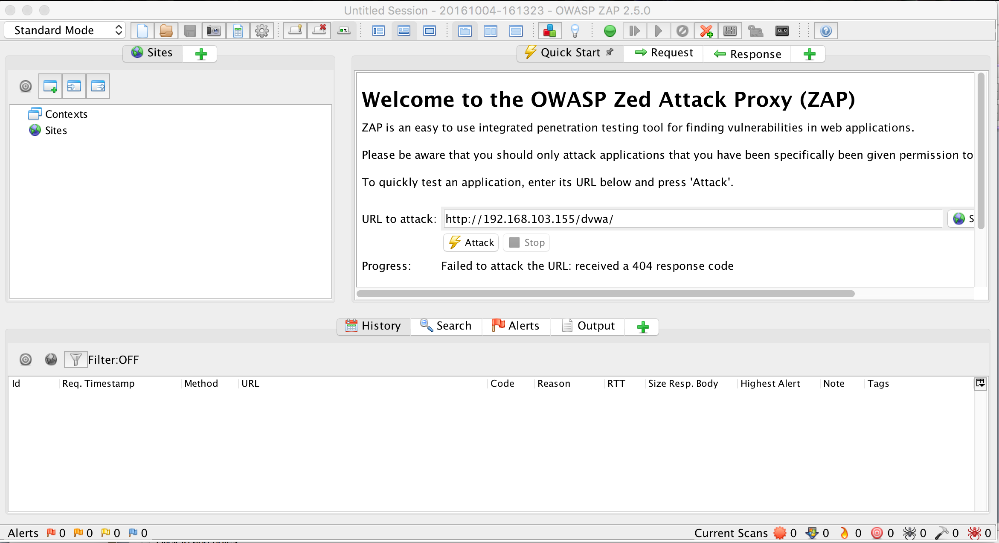 Untitled Session - 20161004-161323 - OWASP ZAP 2.5.0
Standard Mode
Sites
Quick Start
Request
Response
Contexts
Sites
Welcome to the OWASP Zed Attack Proxy (ZAP)
ZAP is an easy to use integrated penetration testing tool for finding vulnerabilities in web applications.
Please be aware that you should only attack applications that you have been specifically been given permission to
To quickly test an application, enter its URL below and press 'Attack'.
URL to attack: http://192.168.103.155/dvwa/ S
Attack Stop
Progress: Failed to attack the URL: received a 404 response code
History Search Alerts Output
Filter:OFF
Id Req. Timestamp Method URL Code Reason RTT Size Resp. Body Highest Alert Note Tags
Alerts 0 0 0 0 Current Scans 0 0 0 0 0 0 0